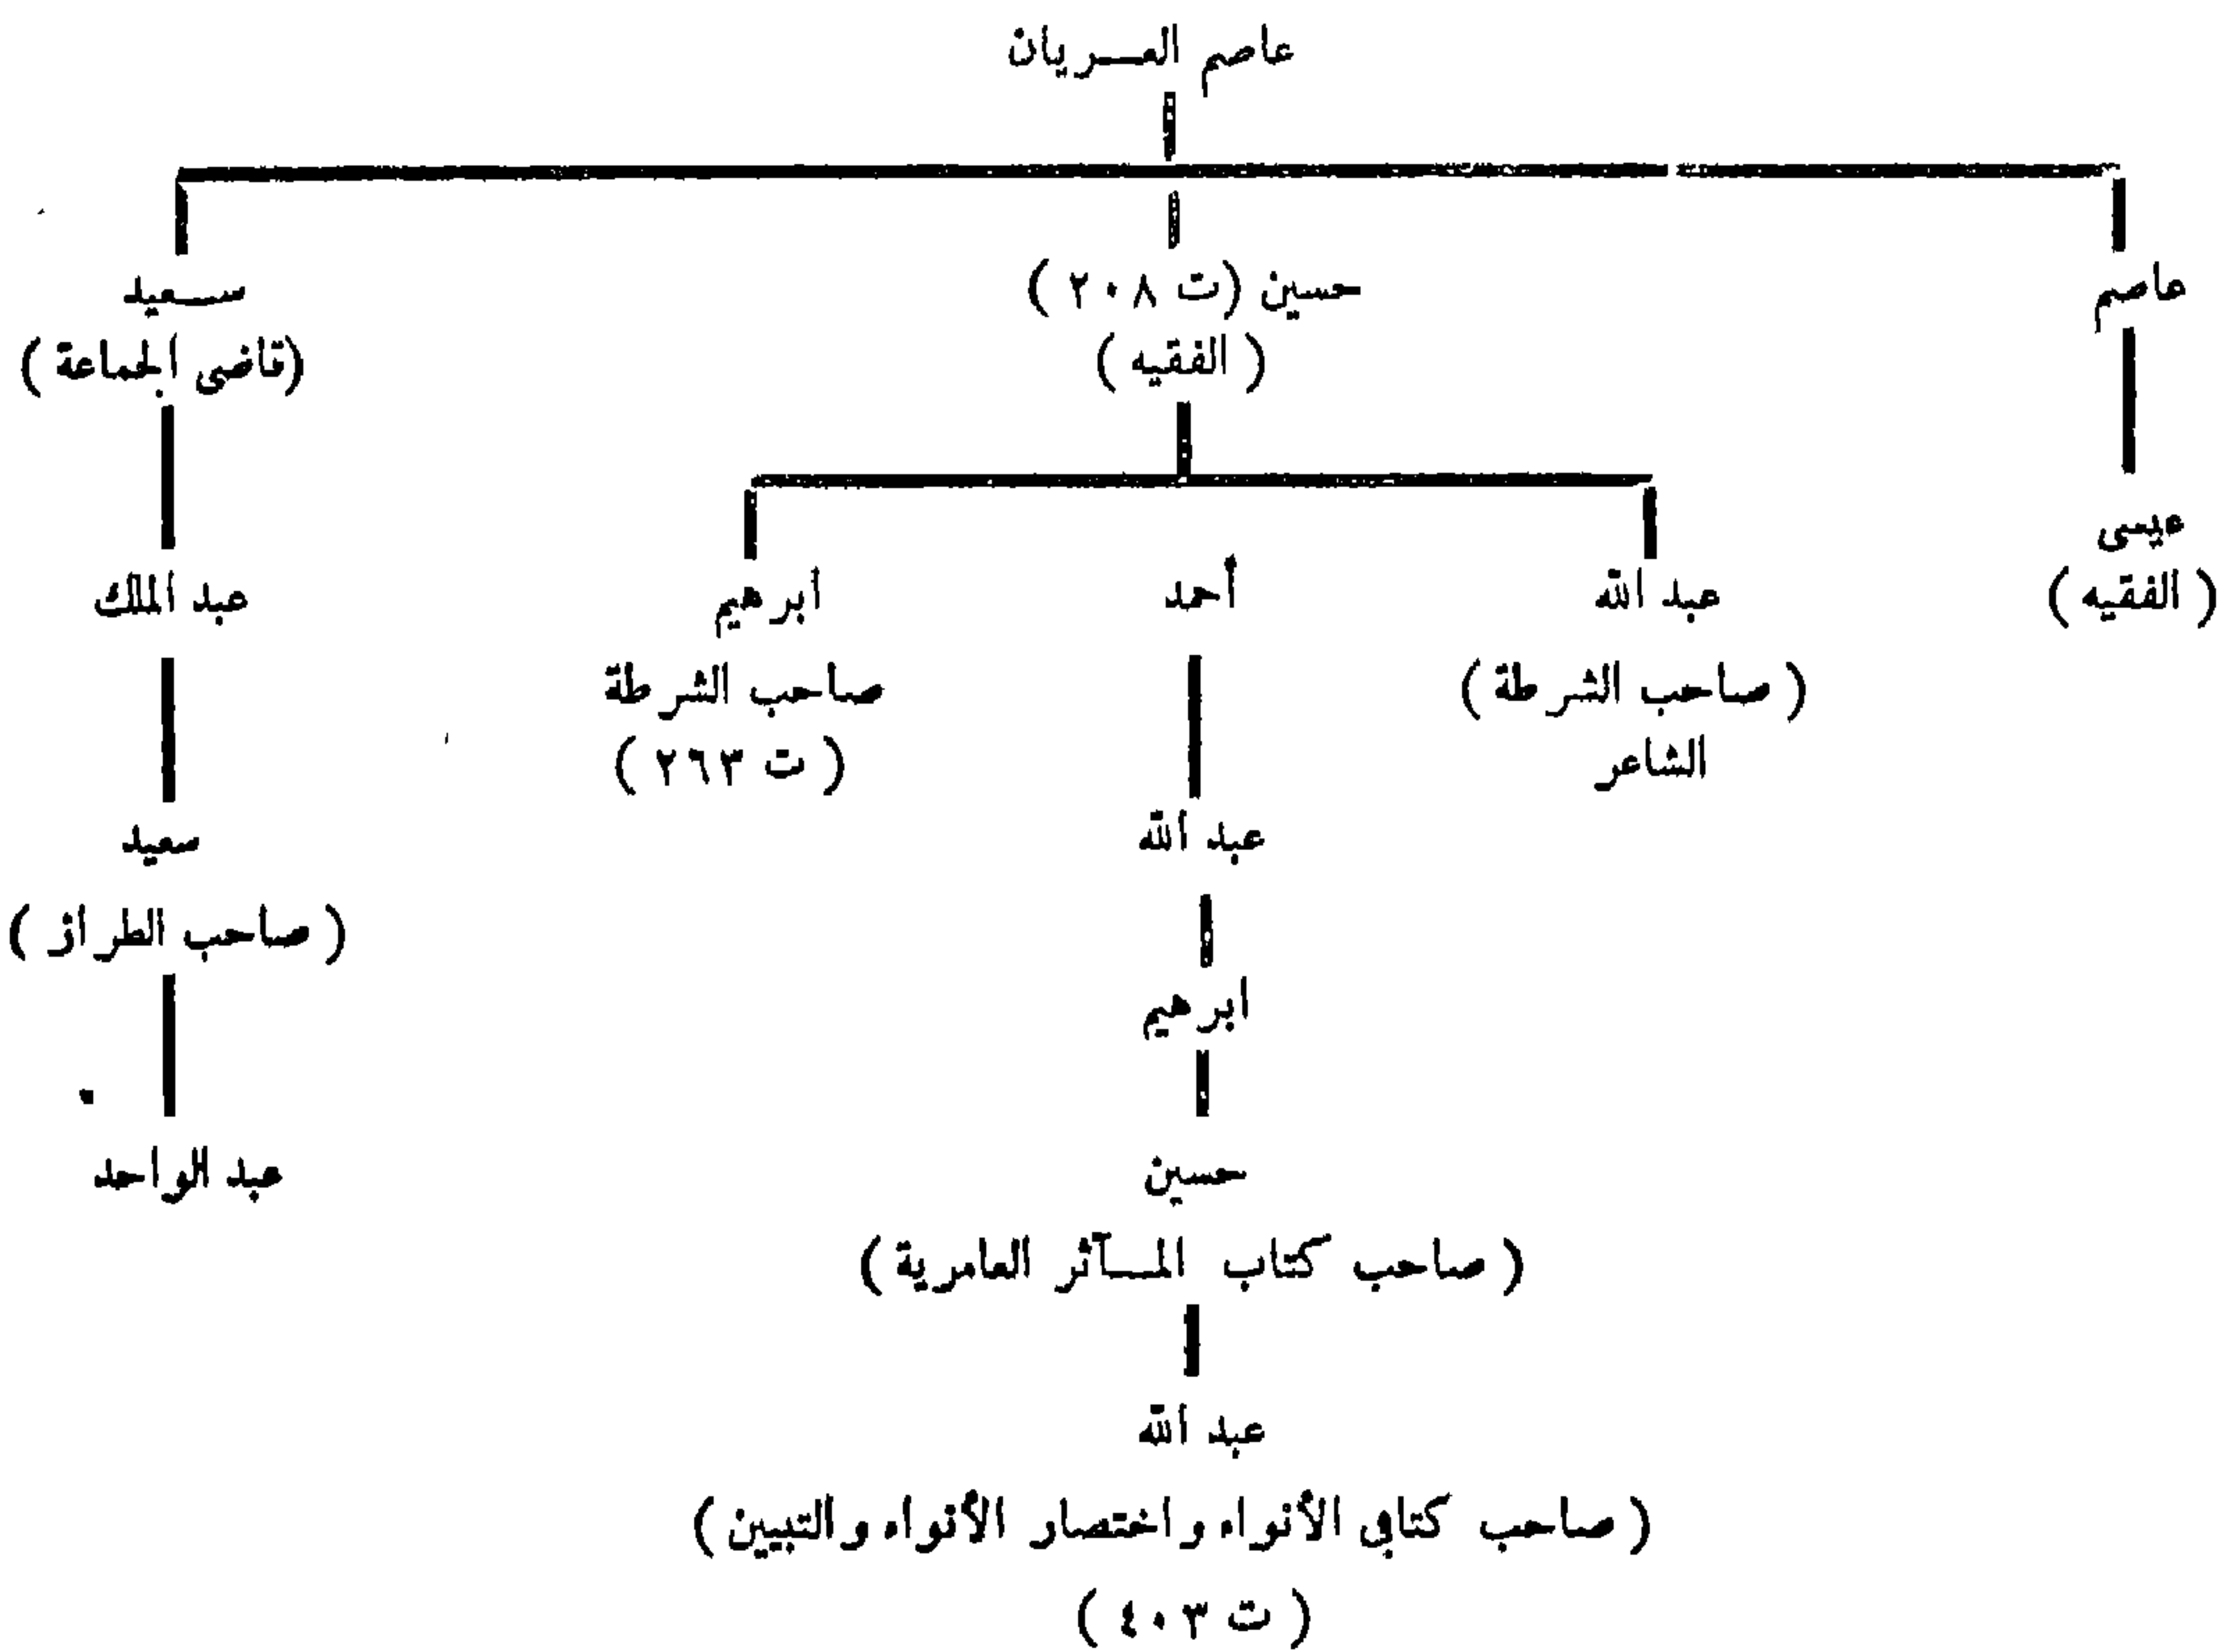 عاصم العريان
عاصم
حسين (ت ٢٠٨)
سعيد
(الفقيه)
(قاضى الجماعة)
عيسى
(الفقيه)
عبد الله
أحمد
ابرهيم
عبد الملك
(صاحب الشرطة)
صاحب الشرطة
الشاعر
(ت ٢٦٣)
عبد الله
سعيد
(صاحب الطراز)
ابرهيم
حسين
عبد الواحد
(صاحب كتاب المآثر العامرية)
عبد الله
(صاحب كتابي الأنواء واختصار الأنواء والتبيين)
(ت ٤٠٣)